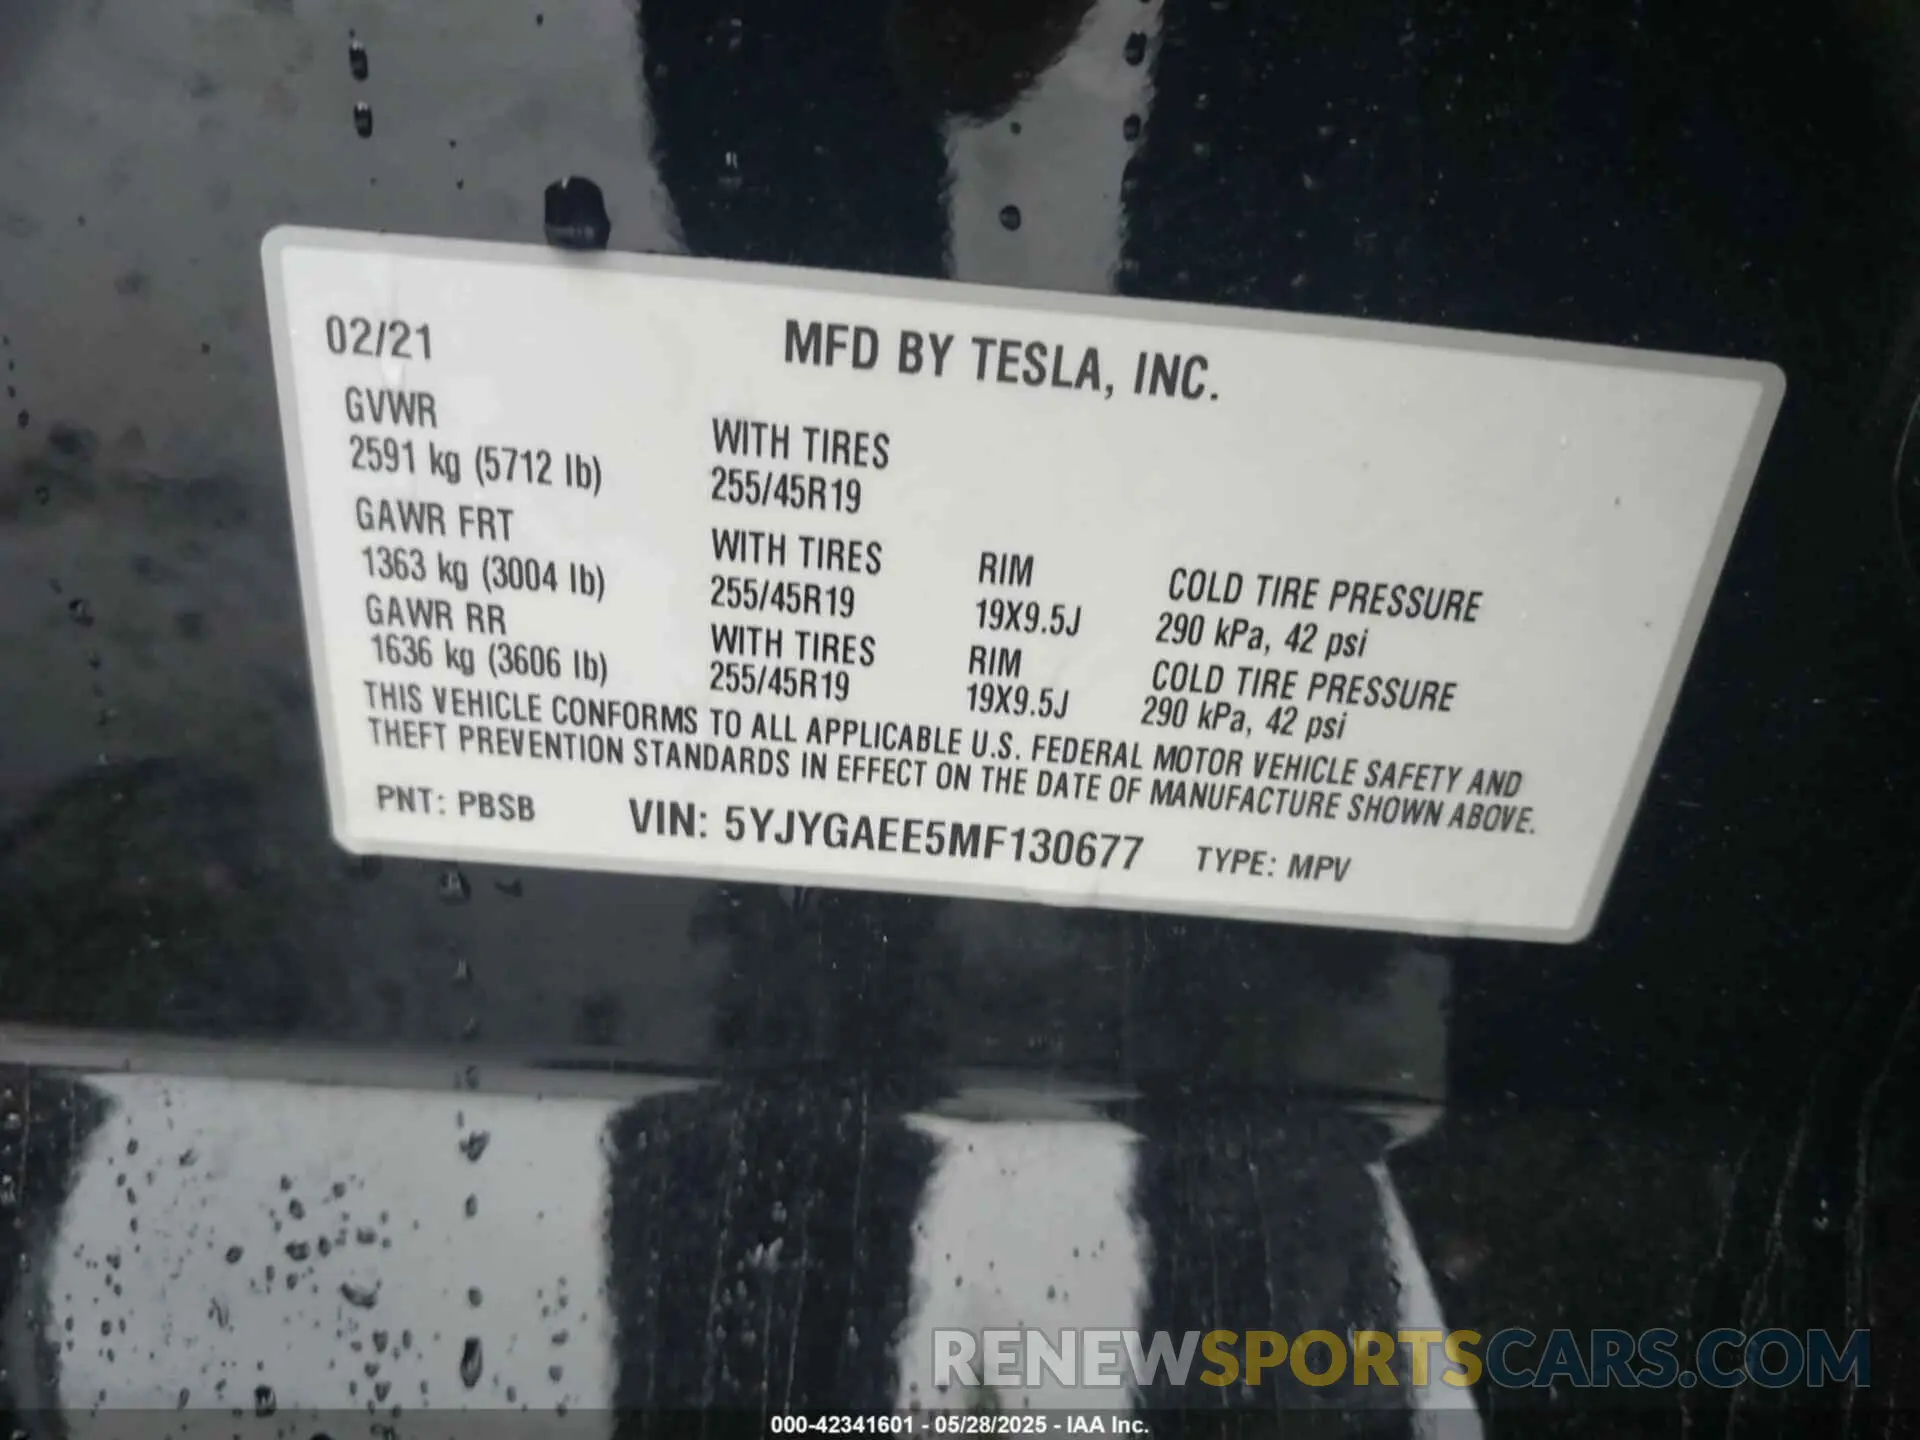 02/21
MFD BY TESLA, INC.
GVWR
2591 kg (5712 lb)
WITH TIRES
255/45R19
GAWR FRT
1363 kg (3004 lb)
WITH TIRES
255/45R19
RIM
19X9.5J
COLD TIRE PRESSURE
290 kPa, 42 psi
GAWR RR
1636 kg (3606 lb)
WITH TIRES
255/45R19
RIM
19X9.5J
COLD TIRE PRESSURE
290 kPa, 42 psi
THIS VEHICLE CONFORMS TO ALL APPLICABLE U.S. FEDERAL MOTOR VEHICLE SAFETY AND
THEFT PREVENTION STANDARDS IN EFFECT ON THE DATE OF MANUFACTURE SHOWN ABOVE.
PNT: PBSB
VIN: 5YJYGAEE5MF130677
TYPE: MPV
RENEWSPORTSCARS.COM
000-42341601 - 05/28/2025 - IAA Inc.